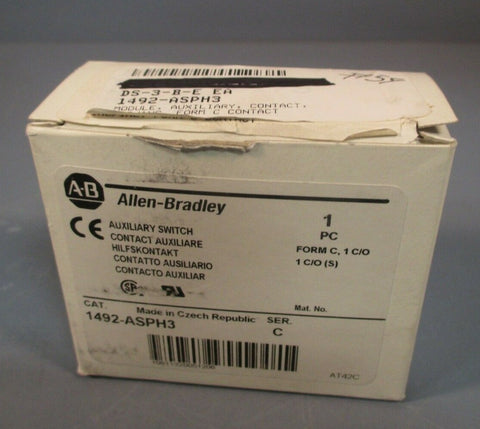 DS-3-B-E EA
1492-ASPH3
MODULE, AUXILIARY, CONTACT,
FORM C CONTACT
A-B
Allen-Bradley
CE
AUXILIARY SWITCH
CONTACT AUXILIARE
HILFSKONTAKT
CONTATTO AUSILIARIO
CONTACTO AUXILIAR
1
PC
FORM C, 1 C/O
1 C/O (S)
Mat. No.
CAT.
Made in Czech Republic
SER.
1492-ASPH3
C
AT42C